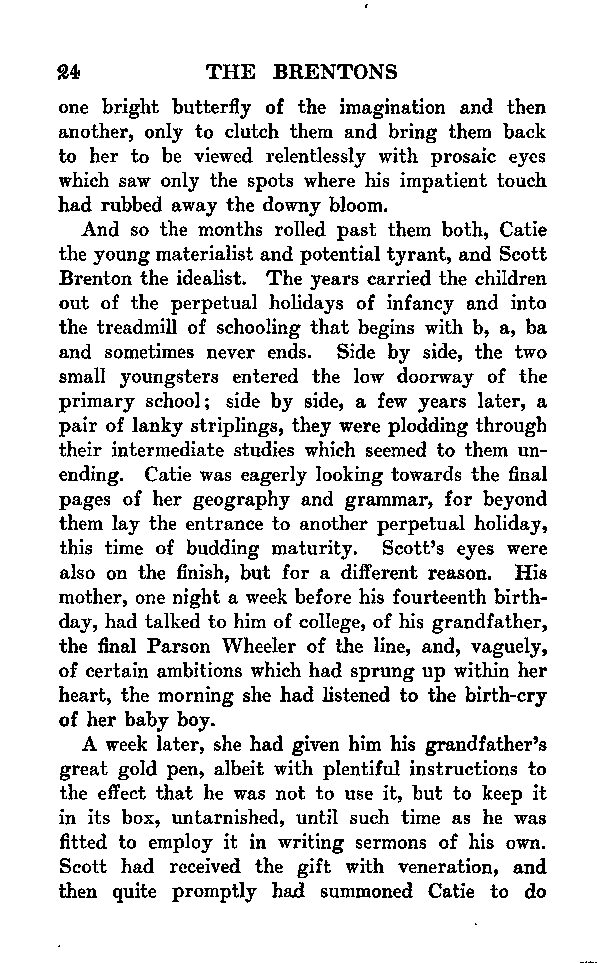 24 THE BRENTONS
one bright butterfly of the imagination and then
another, only to clutch them and bring them back
to her to be viewed relentlessly with prosaic eyes
which saw only the spots where his impatient touch
had rubbed away the downy bloom.
And so the months rolled past them both, Catie
the young materialist and potential tyrant, and Scott
Brenton the idealist. The years carried the children
out of the perpetual holidays of infancy and into
the treadmill of schooling that begins with b, a, ba
and sometimes never ends. Side by side, the two
small youngsters entered the low doorway of the
primary school; side by side, a few years later, a
pair of lanky striplings, they were plodding through
their intermediate studies which seemed to them un-
ending. Catie was eagerly looking towards the final
pages of her geography and grammar, for beyond
them lay the entrance to another perpetual holiday,
this time of budding maturity. Scott's eyes were
also on the finish, but for a different reason. His
mother, one night a week before his fourteenth birth-
day, had talked to him of college, of his grandfather,
the final Parson Wheeler of the line, and, vaguely,
of certain ambitions which had sprung up within her
heart, the morning she had listened to the birth-cry
of her baby boy.
A week later, she had given him his grandfather's
great gold pen, albeit with plentiful instructions to
the effect that he was not to use it, but to keep it
in its box, untarnished, until such time as he was
fitted to employ it in writing sermons of his own.
Scott had received the gift with veneration, and
then quite promptly had summoned Catie to do